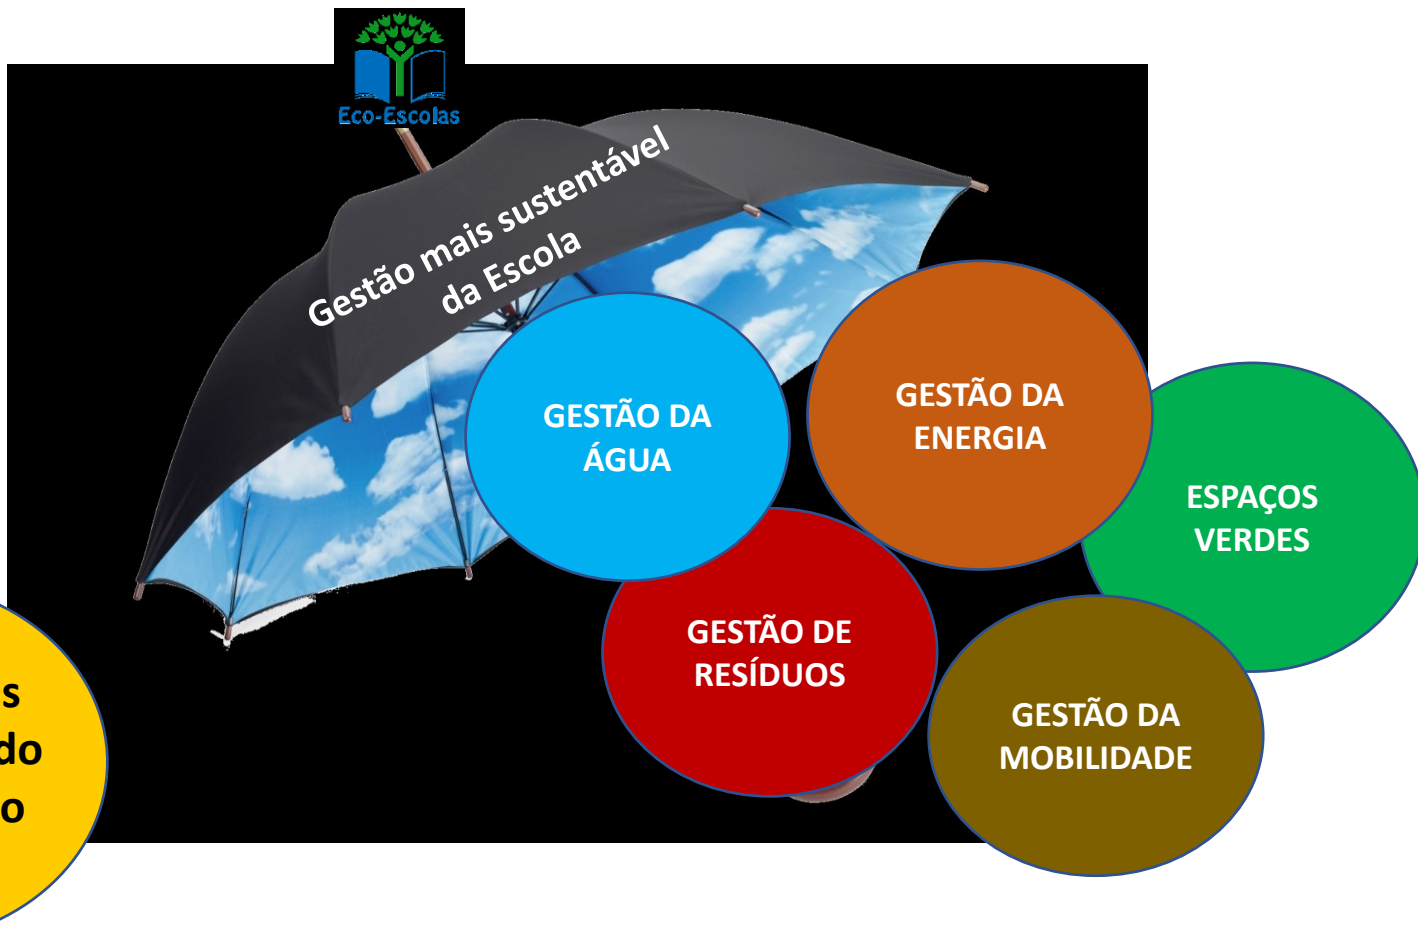 Eco-Escolas
Gestão mais sustentável
da Escola
GESTÃO DA
ÁGUA
GESTÃO DA
ENERGIA
ESPAÇOS
VERDES
GESTÃO DE
RESÍDUOS
GESTÃO DA
MOBILIDADE